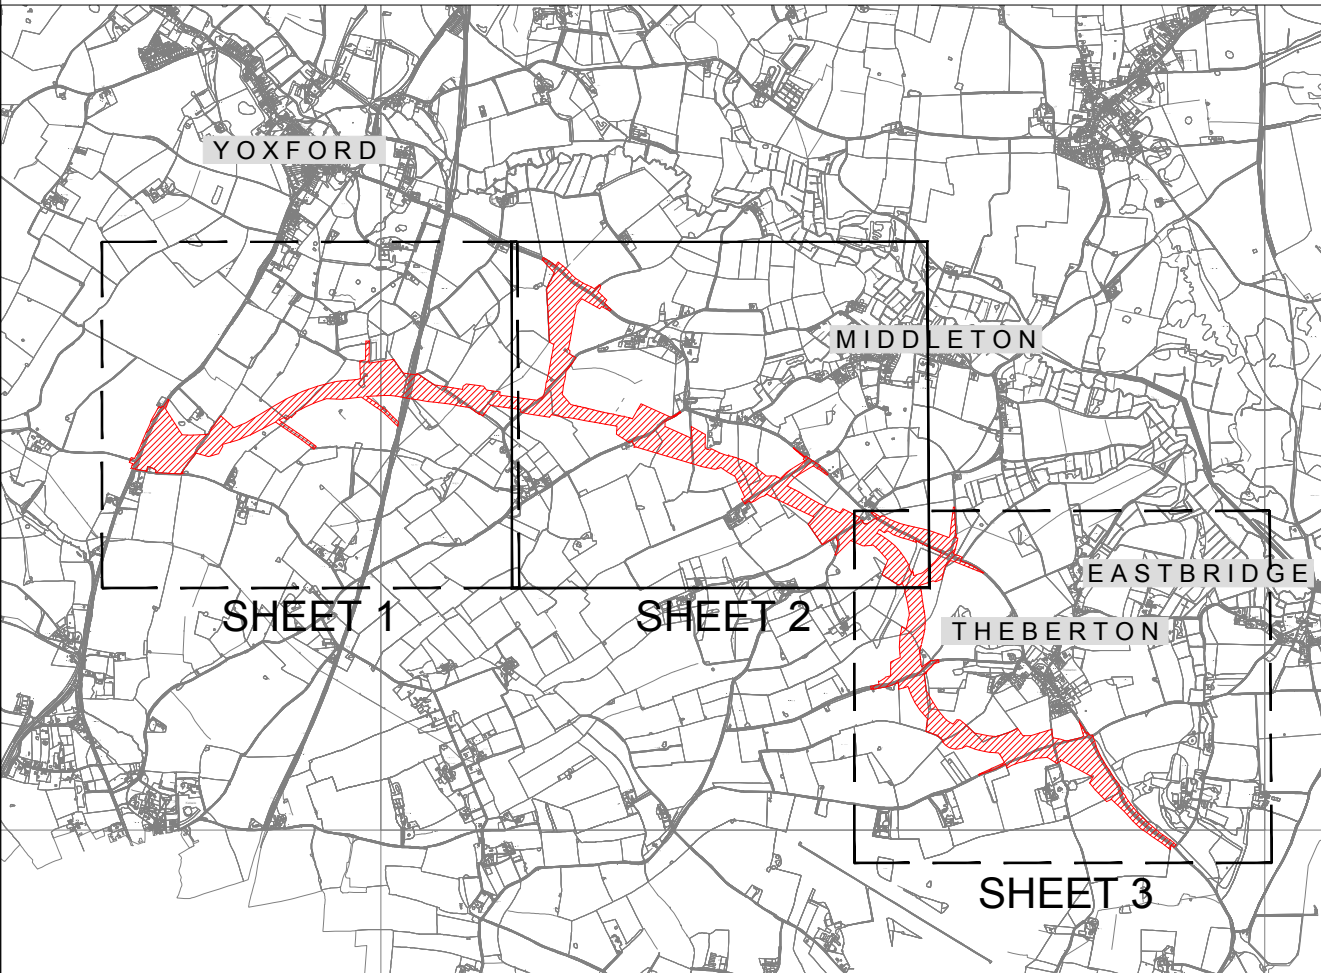 YOXFORD
MIDDLETON
EASTBRIDGE
SHEET 1
SHEET 2
THEBERTON
SHEET 3